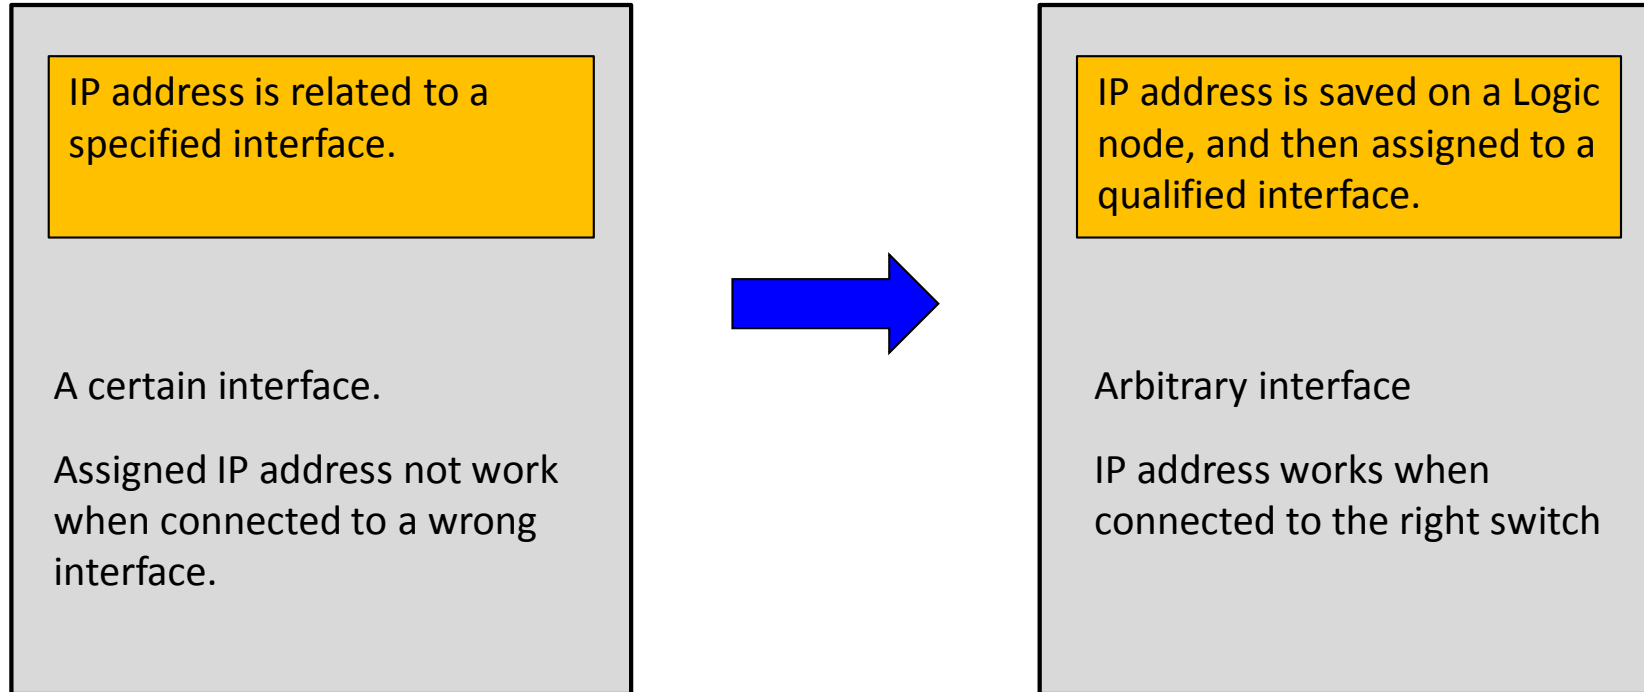 IP address is related to a
specified interface.
A certain interface.
Assigned IP address not work
when connected to a wrong
interface.
IP address is saved on a Logic
node, and then assigned to a
qualified interface.
Arbitrary interface
IP address works when
connected to the right switch